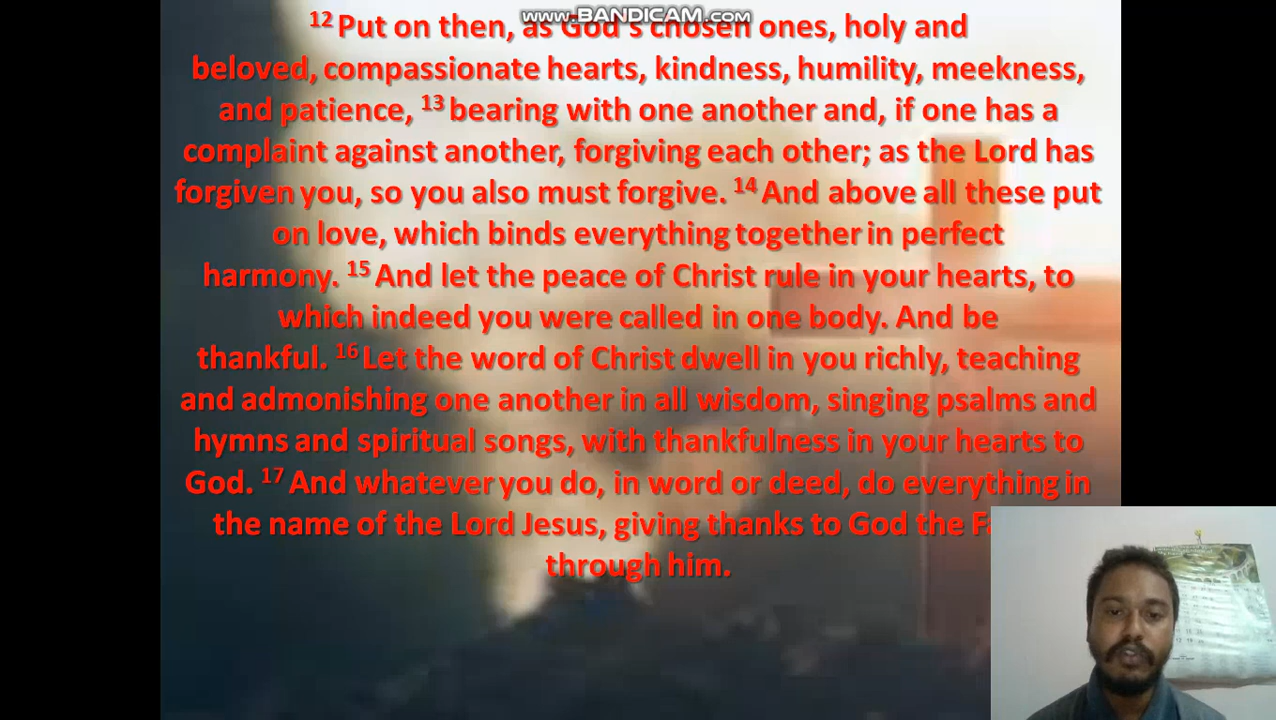 www.BANDICAM.com
12 Put on then, as God's chosen ones, holy and
beloved, compassionate hearts, kindness, humility, meekness,
and patience, 13 bearing with one another and, if one has a
complaint against another, forgiving each other; as the Lord has
forgiven you, so you also must forgive. 14 And above all these put
on love, which binds everything together in perfect
harmony. 15 And let the peace of Christ rule in your hearts, to
which indeed you were called in one body. And be
thankful. 16 Let the word of Christ dwell in you richly, teaching
and admonishing one another in all wisdom, singing psalms and
hymns and spiritual songs, with thankfulness in your hearts to
God. 17 And whatever you do, in word or deed, do everything in
the name of the Lord Jesus, giving thanks to God the
through him.